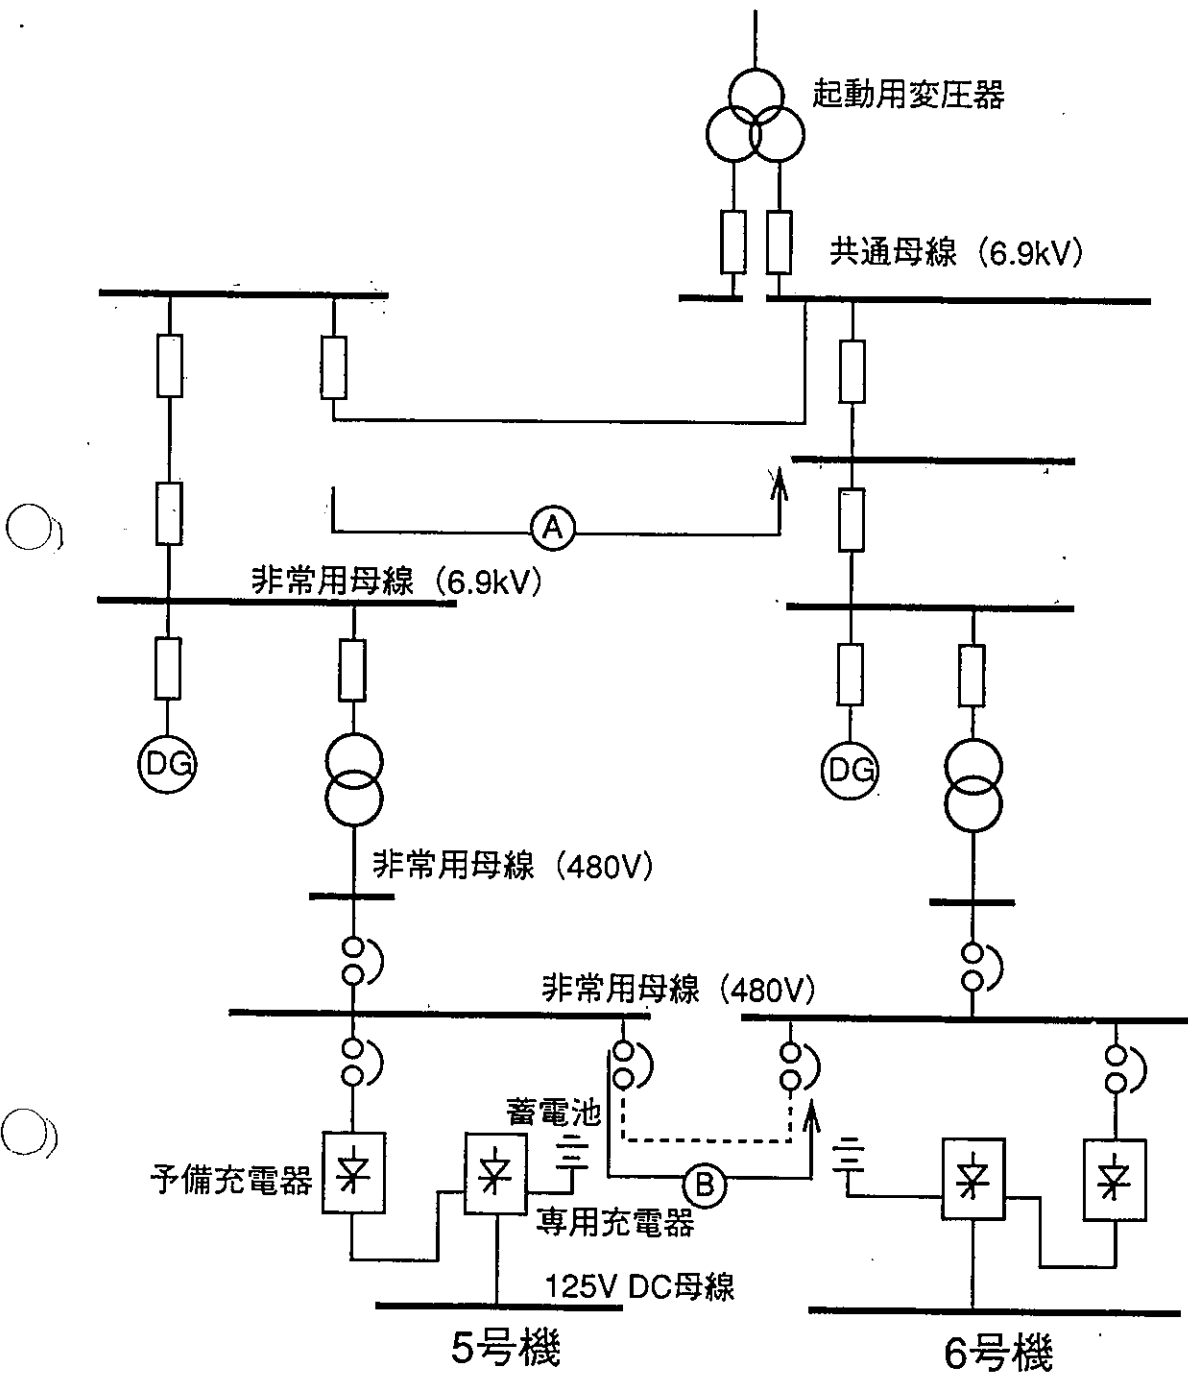 起動用変圧器
共通母線（6.9kV）
A
非常用母線（6.9kV）
DG
DG
非常用母線（480V）
非常用母線（480V）
蓄電池
予備充電器
B
専用充電器
125V DC母線
5号機
6号機